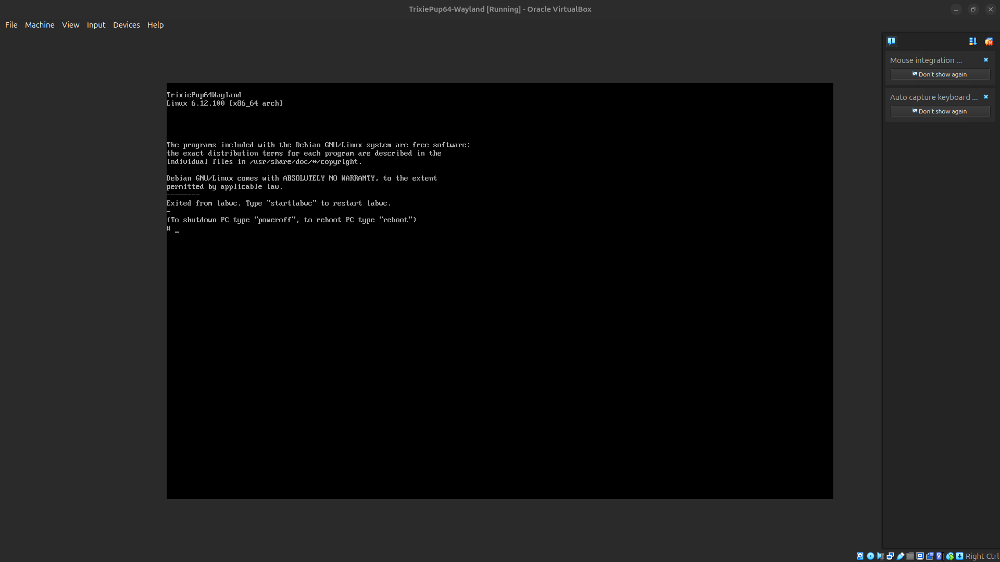 TrixiePup64-Wayland [Running] - Oracle VirtualBox
File Machine View Input Devices Help
Mouse integration ...
Don't show again
Auto capture keyboard ...
Don't show again
TrixiePup64Wayland
Linux 6.12.100 [x86_64 arch]
The programs included with the Debian GNU/Linux system are free software;
the exact distribution terms for each program are described in the
individual files in /usr/share/doc/*/copyright.
Debian GNU/Linux comes with ABSOLUTELY NO WARRANTY, to the extent
permitted by applicable law.
--------
Exited from labwc. Type "startlabwc" to restart labwc.
-
(To shutdown PC type "poweroff", to reboot PC type "reboot")
# _
Right Ctrl